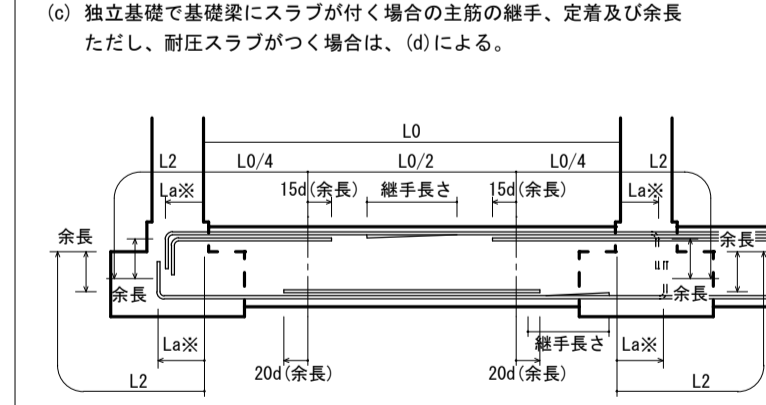 (c) 独立基礎で基礎梁にスラブが付く場合の主筋の継手、定着及び余長
ただし、耐圧スラブがつく場合は、(d)による。
L0
L2 L0/4 L0/2 L0/4 L2
La※ 15d(余長) 継手長さ 15d(余長) La※
余長 余長
余長 余長
La※ 継手長さ La※
L2 20d(余長) 20d(余長) L2